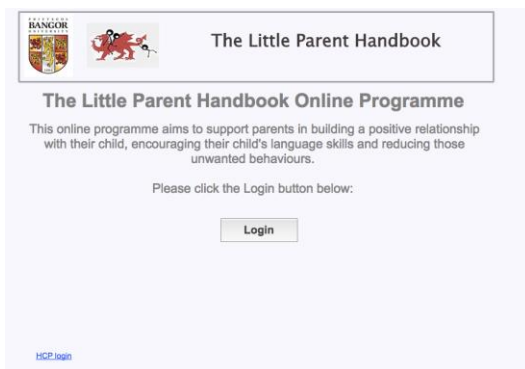 PRIFYSGOL
BANGOR
UNIVERSITY
The Little Parent Handbook
The Little Parent Handbook Online Programme
This online programme aims to support parents in building a positive relationship
with their child, encouraging their child's language skills and reducing those
unwanted behaviours.
Please click the Login button below:
Login
HCP login